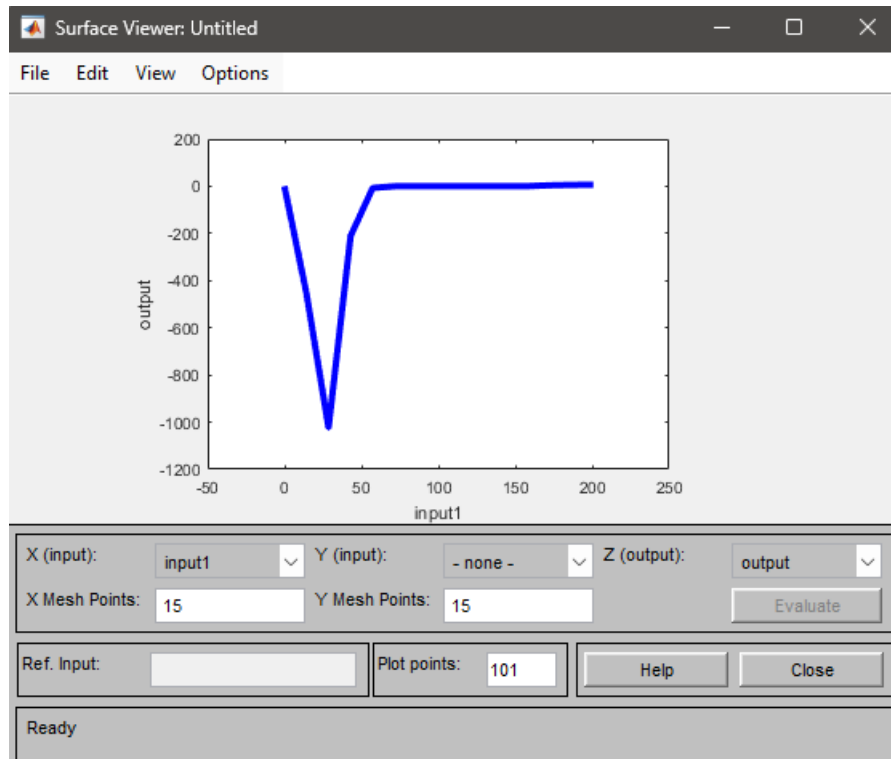 Surface Viewer: Untitled
File Edit View Options
200
0
-200
-400
-600
-800
-1000
-1200
output
-50 0 50 100 150 200 250
input1
X (input): input1 Y (input): - none - Z (output): output
X Mesh Points: 15 Y Mesh Points: 15 Evaluate
Ref. Input: Plot points: 101 Help Close
Ready